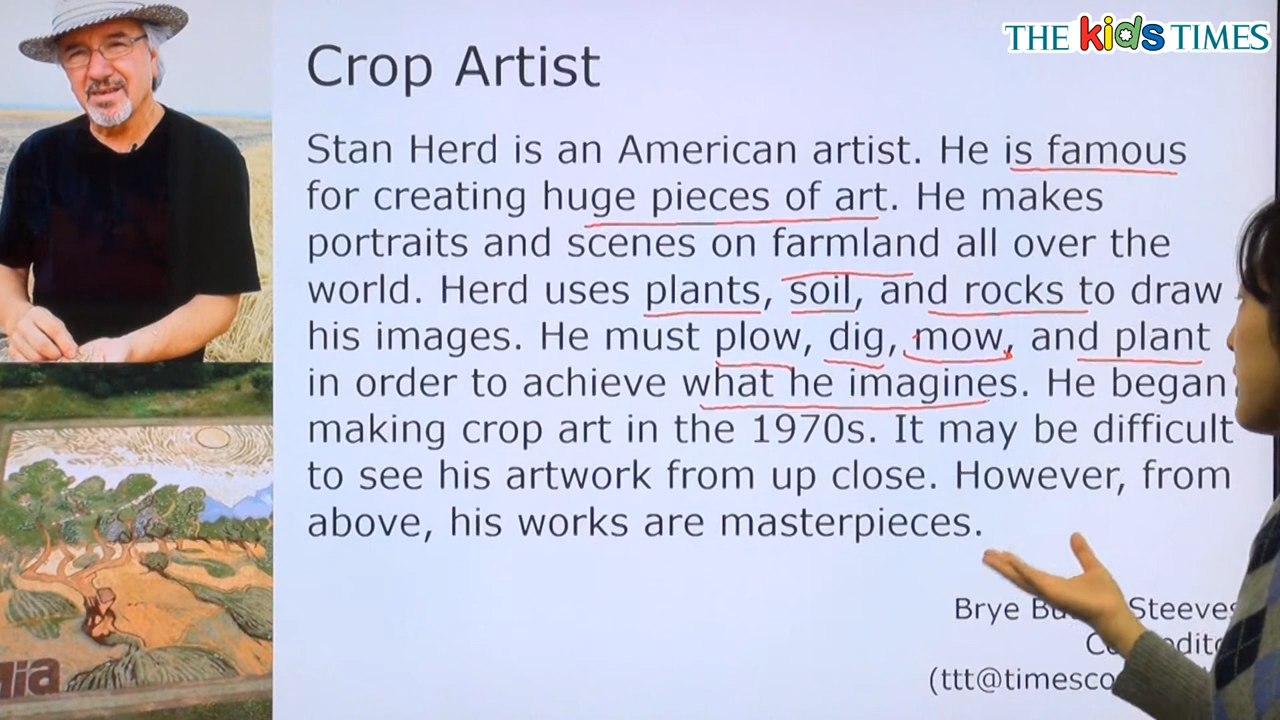 THE kids TIMES
Crop Artist
Stan Herd is an American artist. He is famous
for creating huge pieces of art. He makes
portraits and scenes on farmland all over the
world. Herd uses plants, soil, and rocks to draw
his images. He must plow, dig, mow, and plant
in order to achieve what he imagines. He began
making crop art in the 1970s. It may be difficult
to see his artwork from up close. However, from
above, his works are masterpieces.
Brye Steeves